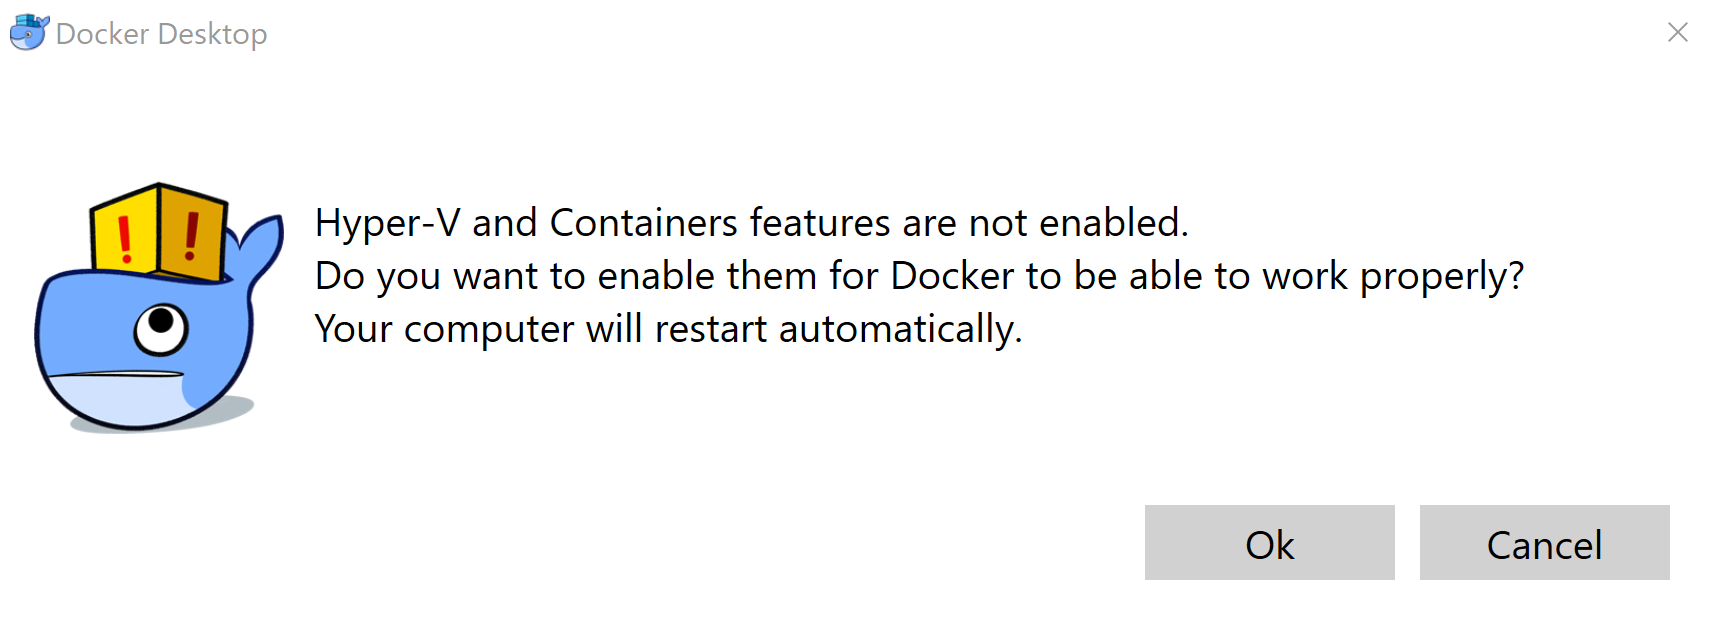 Docker Desktop
Hyper-V and Containers features are not enabled.
Do you want to enable them for Docker to be able to work properly?
Your computer will restart automatically.
Ok
Cancel